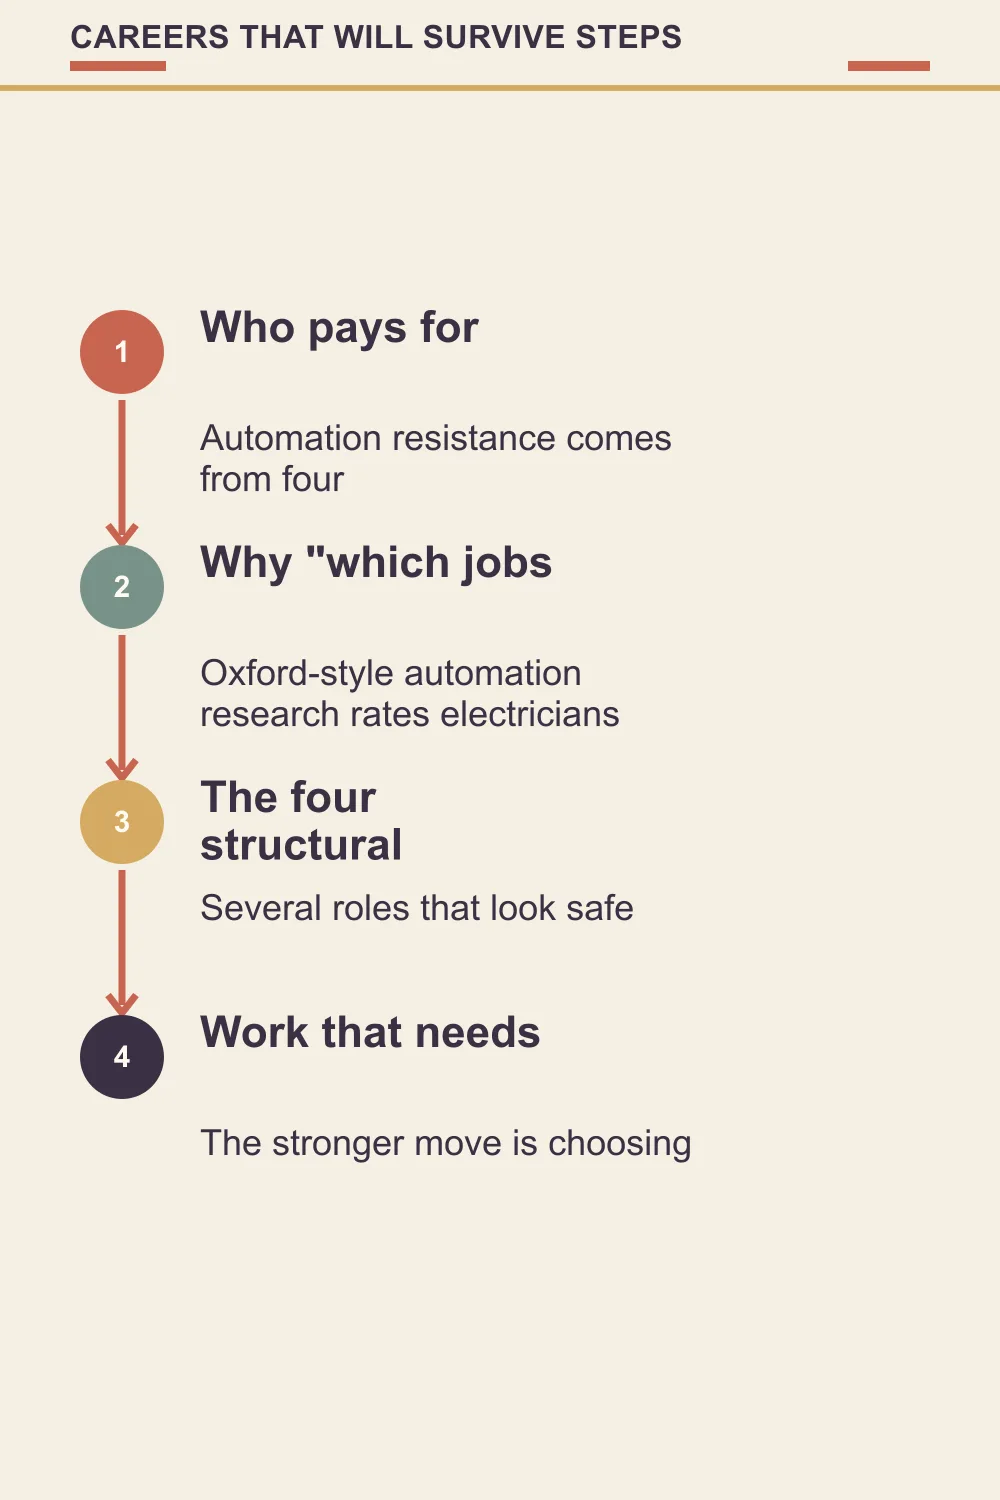 CAREERS THAT WILL SURVIVE STEPS
1
Who pays for
Automation resistance comes
from four
2
Why "which jobs
Oxford-style automation
research rates electricians
3
The four
structural
Several roles that look safe
4
Work that needs
The stronger move is choosing